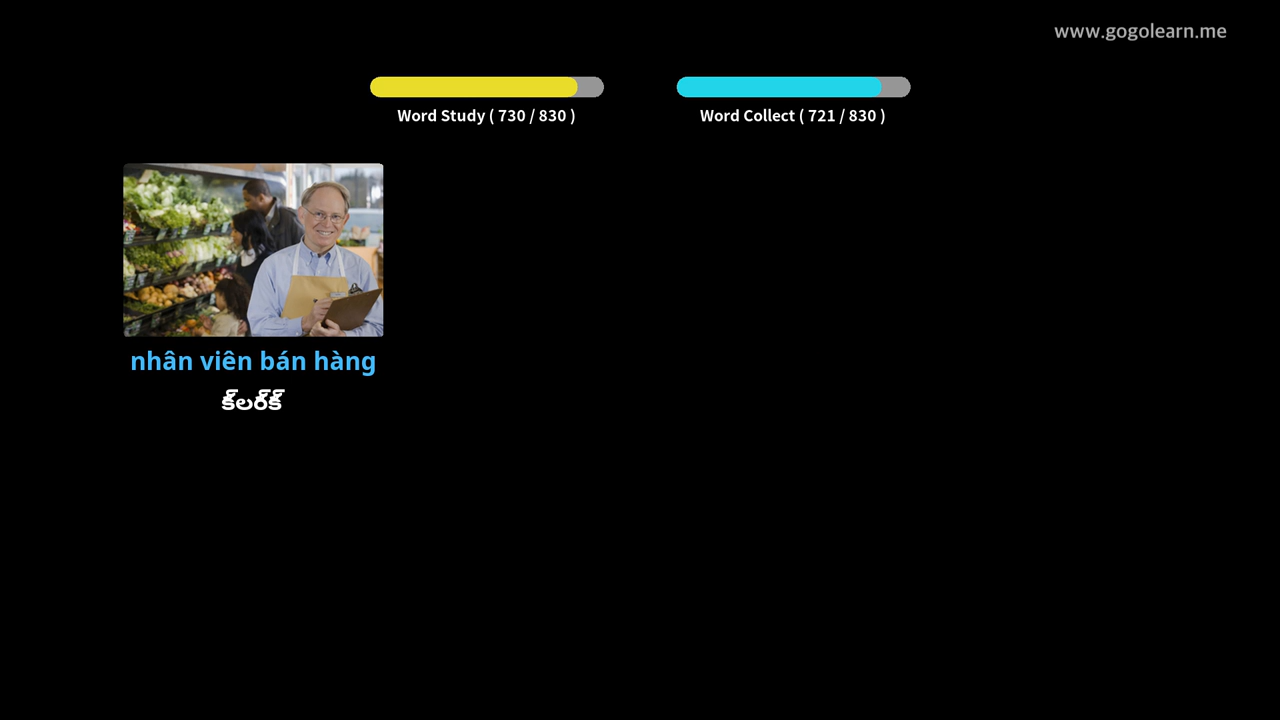 www.gogolearn.me
Word Study ( 730 / 830 )
Word Collect ( 721 / 830 )
nhân viên bán hàng
క్‌లర్‌క్